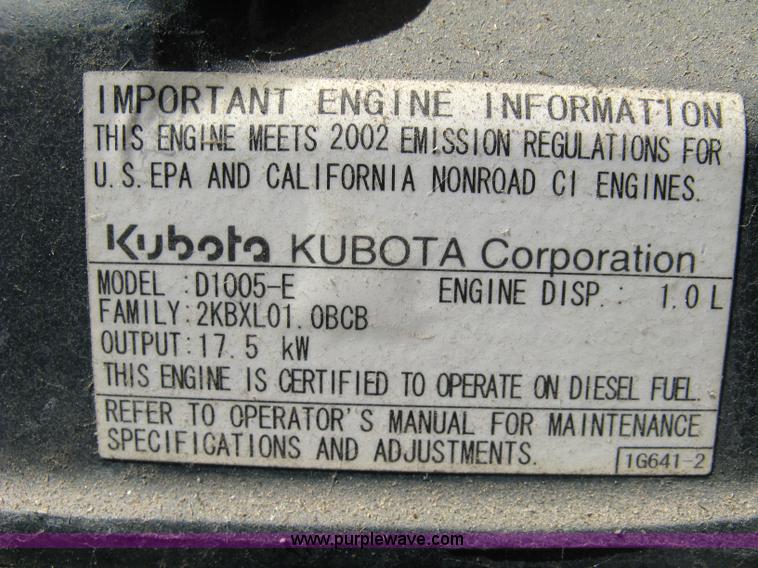 IMPORTANT ENGINE INFORMATION
THIS ENGINE MEETS 2002 EMISSION REGULATIONS FOR
U.S. EPA AND CALIFORNIA NONROAD CI ENGINES.
Kubota KUBOTA Corporation
MODEL :D1005-E ENGINE DISP.: 1.0 L
FAMILY:2KBXL01.0BCB
OUTPUT:17.5 kW
THIS ENGINE IS CERTIFIED TO OPERATE ON DIESEL FUEL.
REFER TO OPERATOR'S MANUAL FOR MAINTENANCE
SPECIFICATIONS AND ADJUSTMENTS. 1G641-2
www.purplewave.com